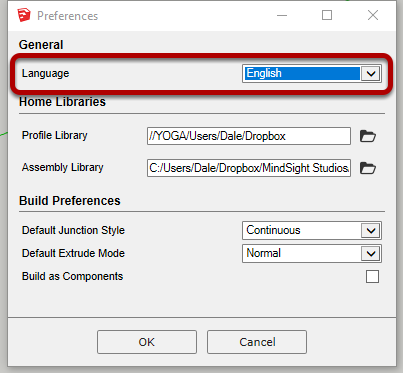 Preferences
General
Language English
Home Libraries
Profile Library //YOGA/Users/Dale/Dropbox
Assembly Library C:/Users/Dale/Dropbox/MindSight Studios,
Build Preferences
Default Junction Style Continuous
Default Extrude Mode Normal
Build as Components
OK Cancel